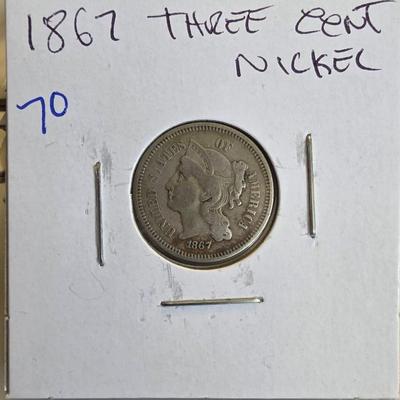 1867 THREE CENT
NICKEL
70
UNITED STATES OF AMERICA
1867